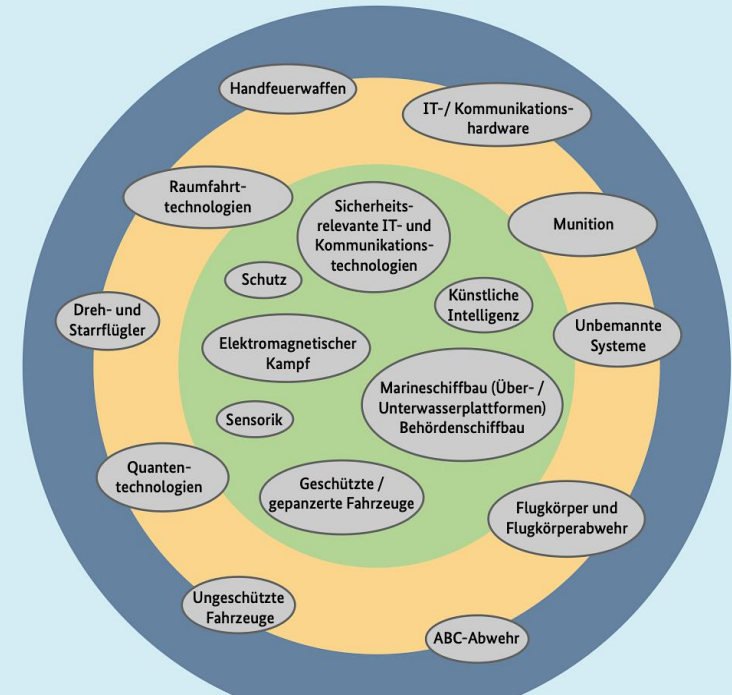 Handfeuerwaffen
IT-/ Kommunikations-
hardware
Raumfahrt-
technologien
Sicherheits-
relevante IT- und
Kommunikations-
technologien
Munition
Schutz
Künstliche
Intelligenz
Dreh- und
Starrflügler
Unbemannte
Systeme
Elektromagnetischer
Kampf
Marineschiffbau (Über- /
Unterwasserplattformen)
Behördenschiffbau
Sensorik
Quanten-
technologien
Geschützte /
gepanzerte Fahrzeuge
Flugkörper und
Flugkörperabwehr
Ungeschützte
Fahrzeuge
ABC-Abwehr